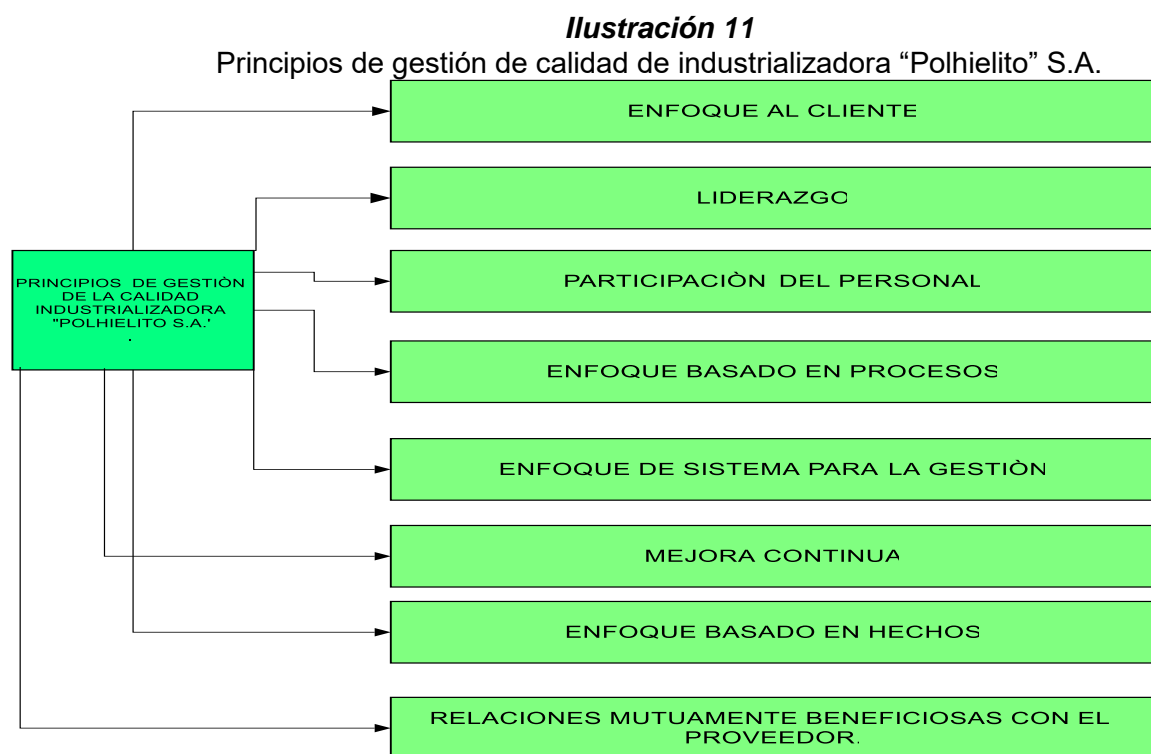 Ilustración 11
Principios de gestión de calidad de industrializadora “Polhielito” S.A.
ENFOQUE AL CLIENTE
LIDERAZGO
PRINCIPIOS DE GESTIÒN
DE LA CALIDAD
INDUSTRIALIZADORA
"POLHIELITO S.A.'
.
PARTICIPACIÒN DEL PERSONAL
ENFOQUE BASADO EN PROCESOS
ENFOQUE DE SISTEMA PARA LA GESTIÒN
MEJORA CONTINUA
ENFOQUE BASADO EN HECHOS
RELACIONES MUTUAMENTE BENEFICIOSAS CON EL
PROVEEDOR.